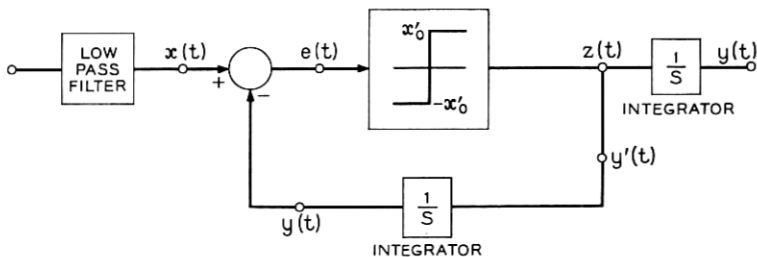 LOW
PASS
FILTER
x(t)
+
−
e(t)
x′₀
−x′₀
z(t)
1/S
INTEGRATOR
y(t)
y′(t)
1/S
INTEGRATOR
y(t)